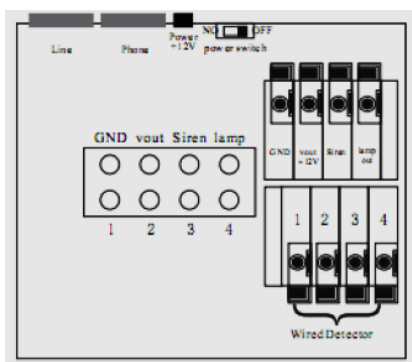 Line Phone Power +12V NO OFF
power switch
GND vout +12V Siren lamp out
GND vout Siren lamp
1 2 3 4
1 2 3 4
Wired Detector